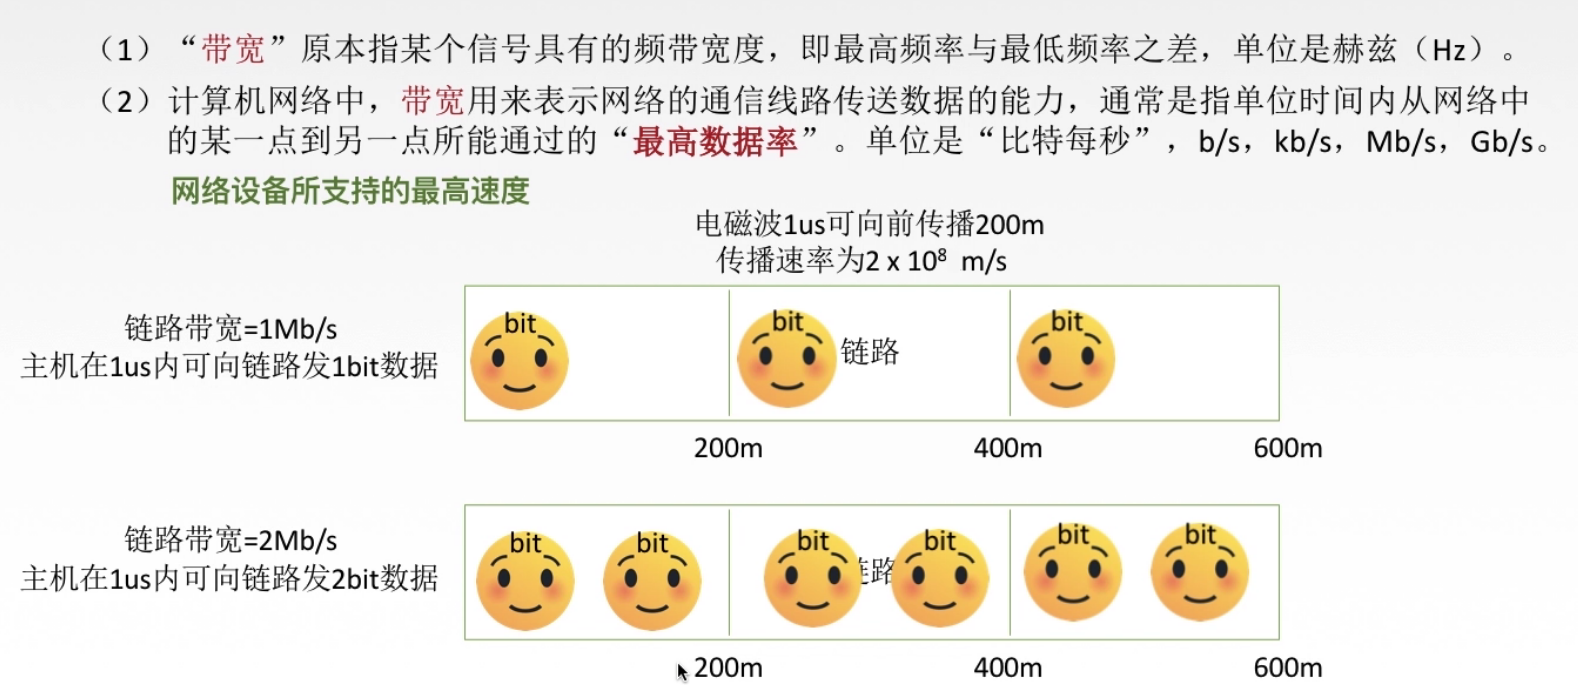 （1）“带宽”原本指某个信号具有的频带宽度，即最高频率与最低频率之差，单位是赫兹（Hz）。
（2）计算机网络中，带宽用来表示网络的通信线路传送数据的能力，通常是指单位时间内从网络中
的某一点到另一点所能通过的“最高数据率”。单位是“比特每秒”，b/s，kb/s，Mb/s，Gb/s。
网络设备所支持的最高速度
电磁波1us可向前传播200m
传播速率为2 x 10⁸ m/s
链路带宽=1Mb/s
主机在1us内可向链路发1bit数据
bit bit 链路 bit
200m 400m 600m
链路带宽=2Mb/s
主机在1us内可向链路发2bit数据
bit bit bit 路 bit bit bit
200m 400m 600m